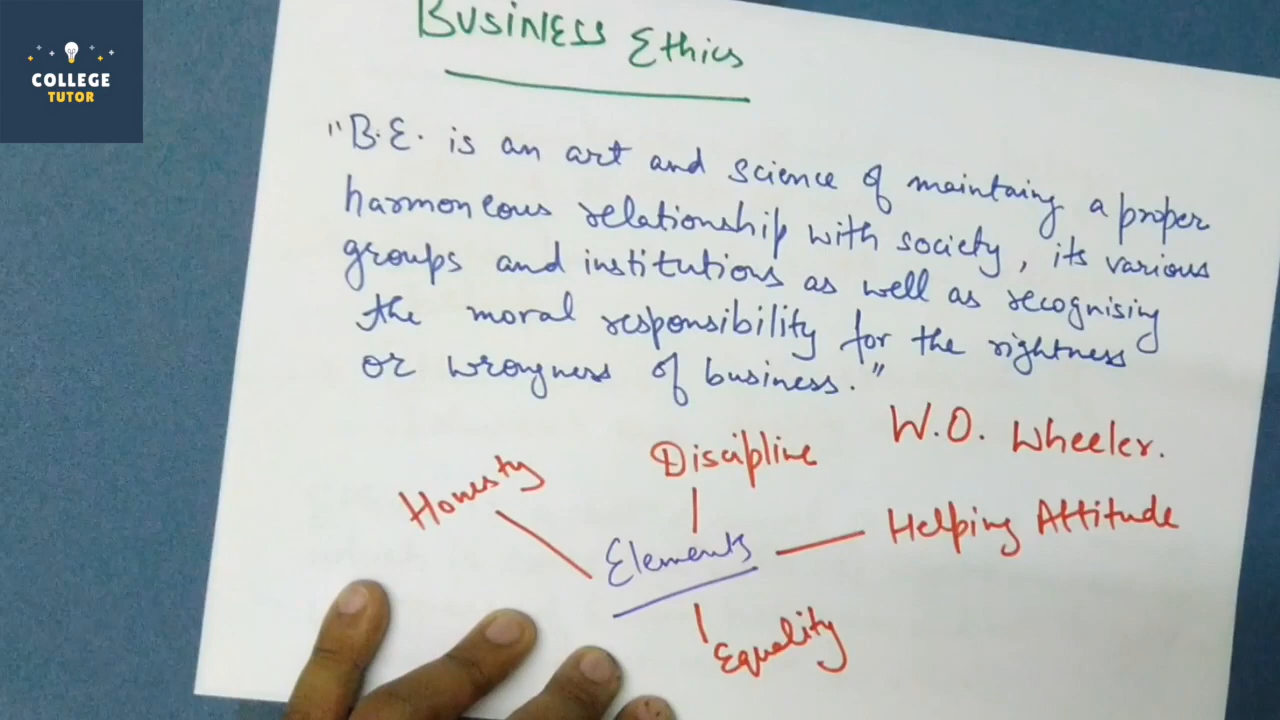 COLLEGE
TUTOR
BUSINESS Ethics
"B.E. is an art and science of maintaing a proper
harmoneous relationship with society, its various
groups and institutions as well as recognising
the moral responsibility for the rightness
or wrongness of business."
W.O. Wheeler.
Discipline
Honesty
Helping Attitude
Elements
Equality